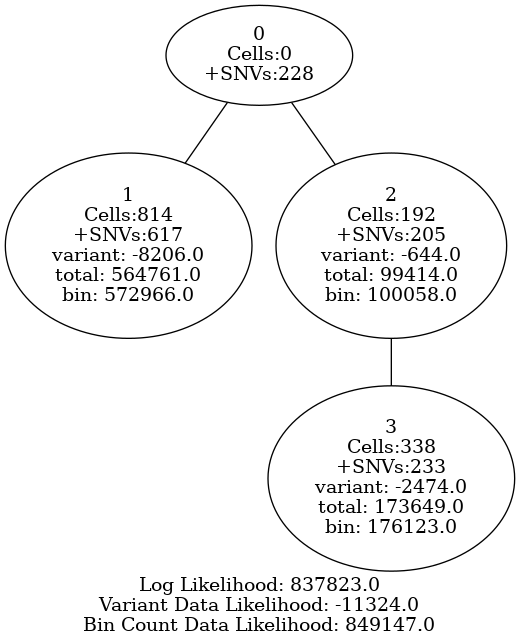 0
Cells:0
+SNVs:228
1
Cells:814
+SNVs:617
variant: -8206.0
total: 564761.0
bin: 572966.0
2
Cells:192
+SNVs:205
variant: -644.0
total: 99414.0
bin: 100058.0
3
Cells:338
+SNVs:233
variant: -2474.0
total: 173649.0
bin: 176123.0
Log Likelihood: 837823.0
Variant Data Likelihood: -11324.0
Bin Count Data Likelihood: 849147.0